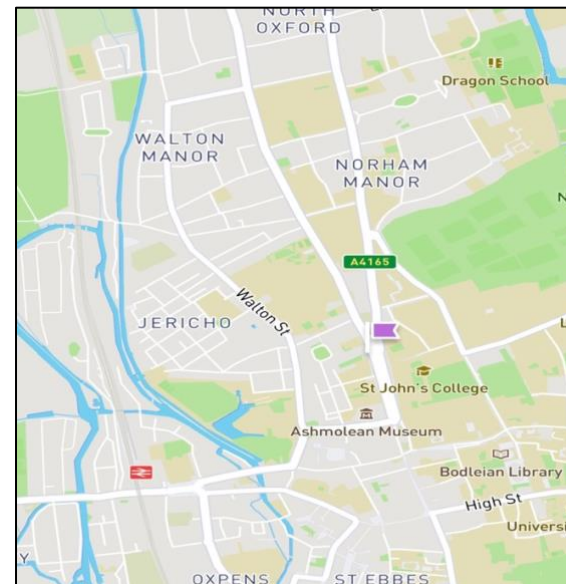 NORTH
OXFORD
Dragon School
WALTON
MANOR
NORHAM
MANOR
N
A4165
Walton St
JERICHO
L
St John's College
Ashmolean Museum
Bodleian Library
High St
Universi
Y
OXPENS
ST EBBES